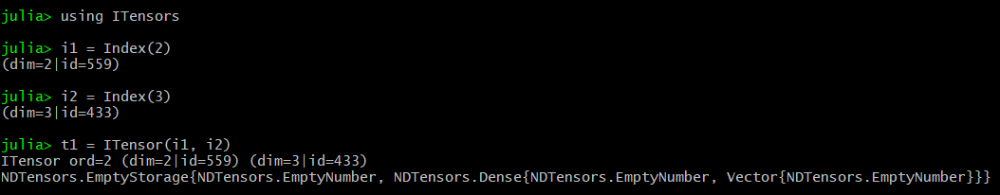 julia> using ITensors
julia> i1 = Index(2)
(dim=2|id=559)
julia> i2 = Index(3)
(dim=3|id=433)
julia> t1 = ITensor(i1, i2)
ITensor ord=2 (dim=2|id=559) (dim=3|id=433)
NDTensors.EmptyStorage{NDTensors.EmptyNumber, NDTensors.Dense{NDTensors.EmptyNumber, Vector{NDTensors.EmptyNumber}}}